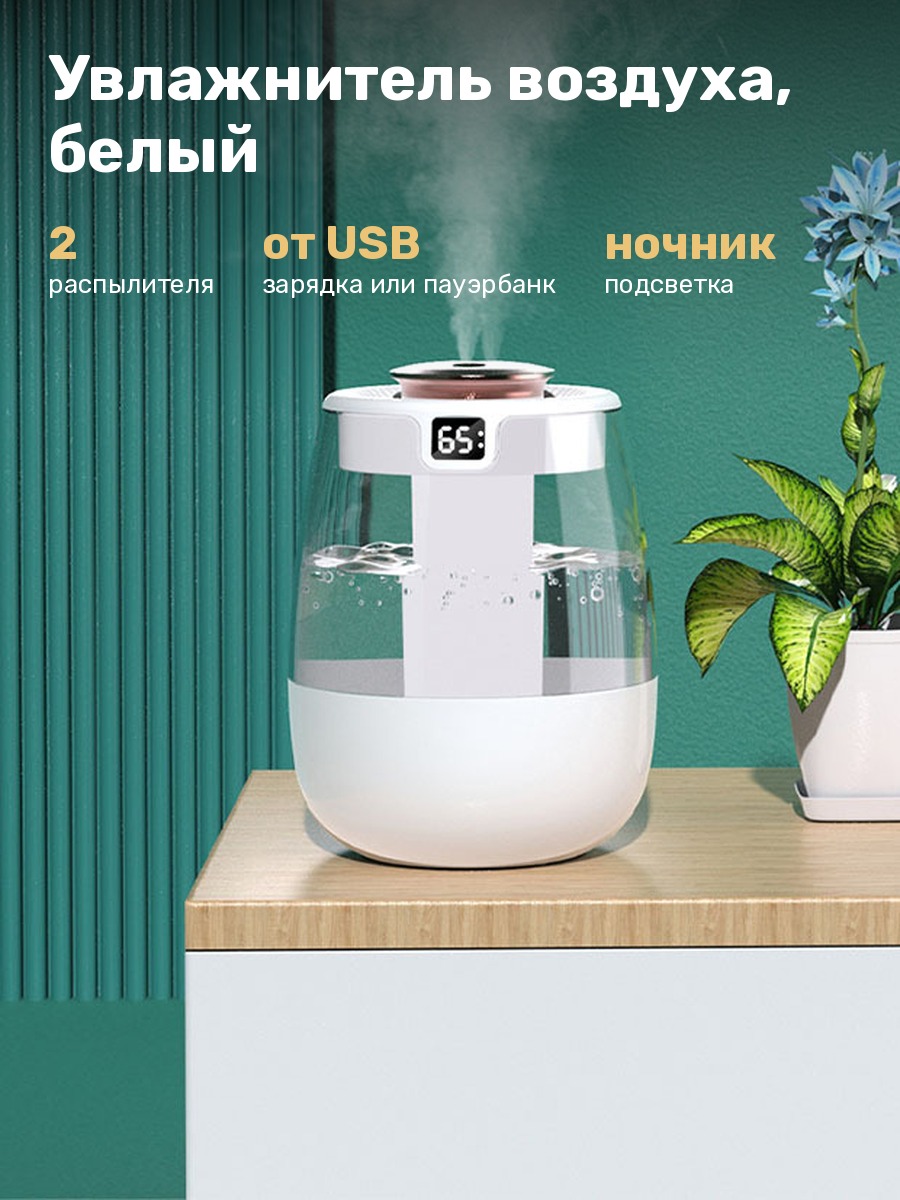 Увлажнитель воздуха,
белый
2
распылителя
от USB
зарядка или пауэрбанк
ночник
подсветка
65: